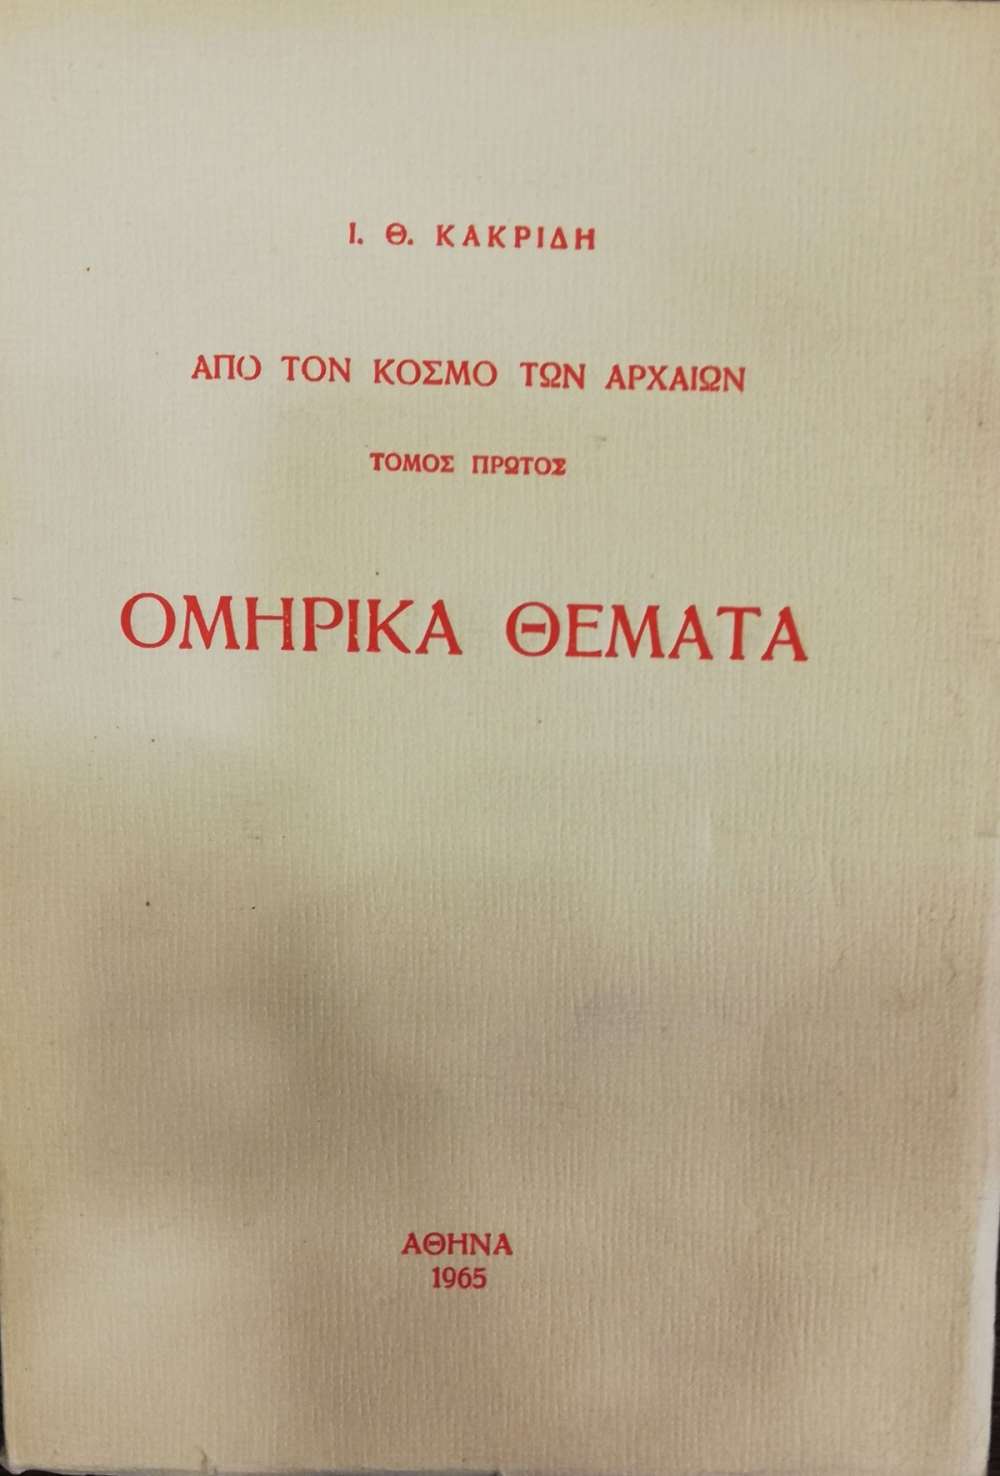 Ι. Θ. ΚΑΚΡΙΔΗ
ΑΠΟ ΤΟΝ ΚΟΣΜΟ ΤΩΝ ΑΡΧΑΙΩΝ
ΤΟΜΟΣ ΠΡΩΤΟΣ
ΟΜΗΡΙΚΑ ΘΕΜΑΤΑ
ΑΘΗΝΑ
1965